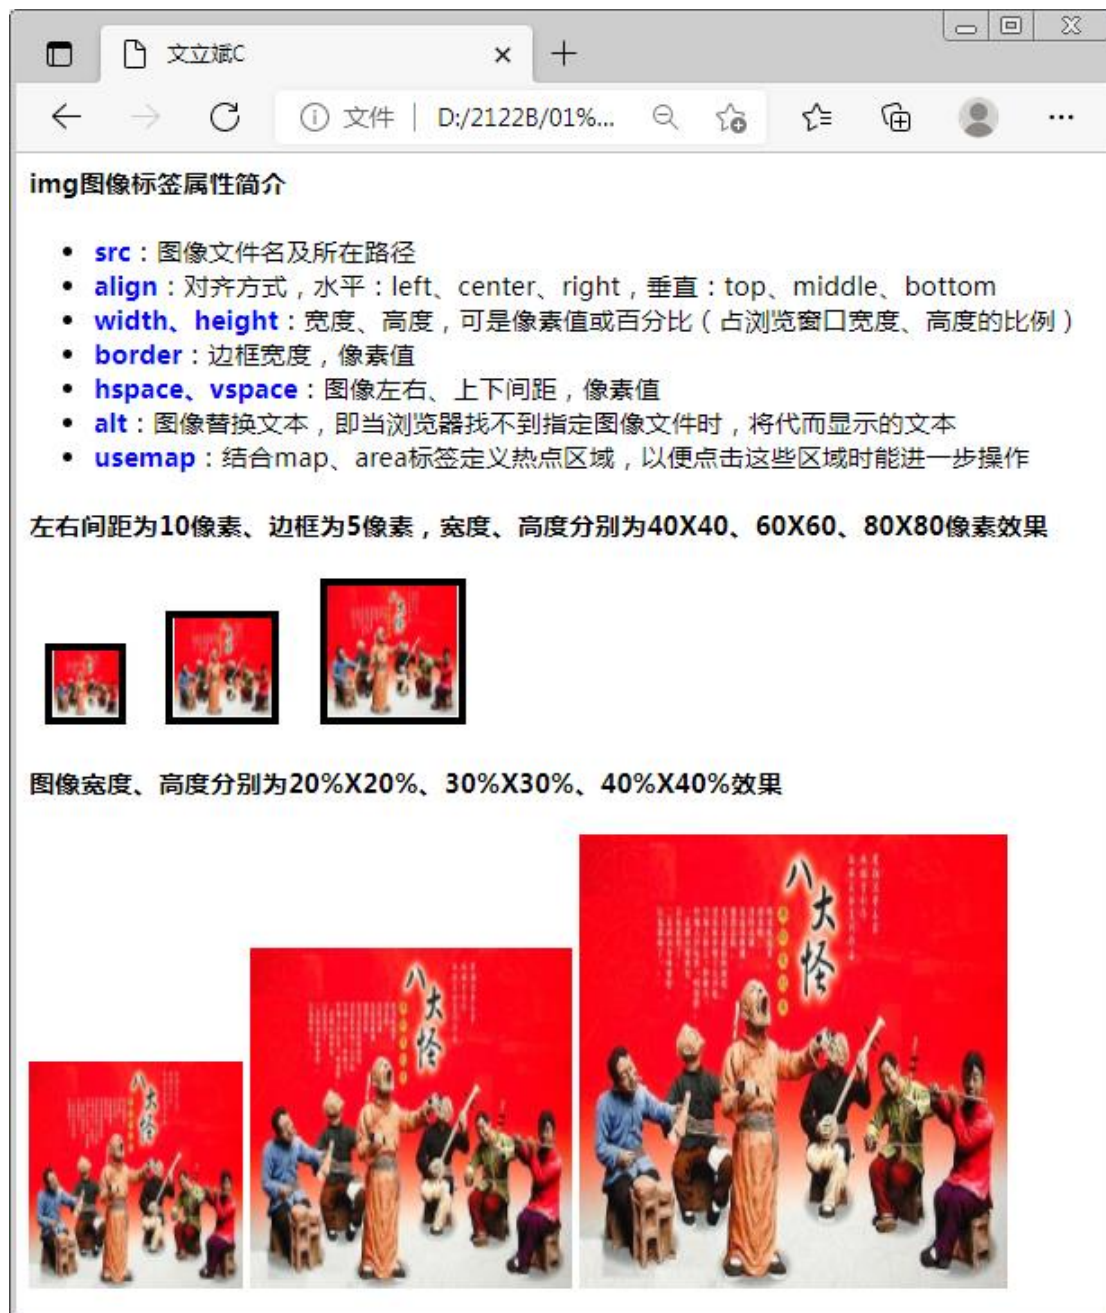 文立斌C
文件 | D:/2122B/01%...
img图像标签属性简介
src：图像文件名及所在路径
align：对齐方式，水平：left、center、right，垂直：top、middle、bottom
width、height：宽度、高度，可是像素值或百分比（占浏览窗口宽度、高度的比例）
border：边框宽度，像素值
hspace、vspace：图像左右、上下间距，像素值
alt：图像替换文本，即当浏览器找不到指定图像文件时，将代而显示的文本
usemap：结合map、area标签定义热点区域，以便点击这些区域时能进一步操作
左右间距为10像素、边框为5像素，宽度、高度分别为40X40、60X60、80X80像素效果
图像宽度、高度分别为20%X20%、30%X30%、40%X40%效果
八大怪
八大怪
八大怪